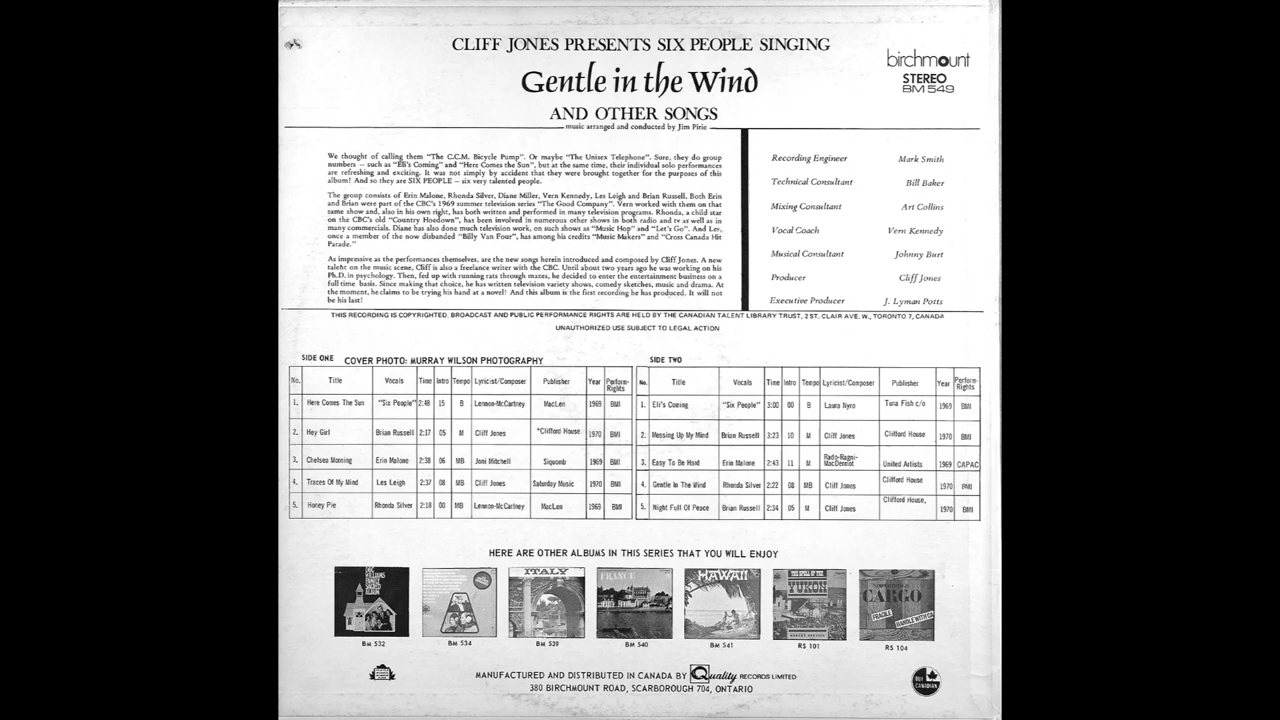 CLIFF JONES PRESENTS SIX PEOPLE SINGING
Gentle in the Wind
AND OTHER SONGS
music arranged and conducted by Jim Pirie
birchmount
STEREO
BM 549
We thought of calling them "The C.C.M. Bicycle Pump". Or maybe "The Unisex Telephone". Sure, they do group
numbers — such as "Eli's Coming" and "Here Comes the Sun", but at the same time, their individual solo performances
are refreshing and exciting. It was not simply by accident that they were brought together for the purposes of this
album! And so they are SIX PEOPLE — six very talented people.
The group consists of Erin Malone, Rhonda Silver, Diane Miller, Vern Kennedy, Les Leigh and Brian Russell. Both Erin
and Brian were part of the CBC's 1969 summer television series "The Good Company". Vern worked with them on that
same show and, also in his own right, has both written and performed in many television programs. Rhonda, a child star
on the CBC's old "Country Hoedown", has been involved in numerous other shows in both radio and tv as well as in
many commercials. Diane has also done much television work, on such shows as "Music Hop" and "Let's Go". And Les,
once a member of the now disbanded "Billy Van Four", has among his credits "Music Makers" and "Cross Canada Hit
Parade."
As impressive as the performances themselves, are the new songs herein introduced and composed by Cliff Jones. A new
talent on the music scene, Cliff is also a freelance writer with the CBC. Until about two years ago he was working on his
Ph.D. in psychology. Then, fed up with running rats through mazes, he decided to enter the entertainment business on a
full time basis. Since making that choice, he has written television variety shows, comedy sketches, music and drama. At
the moment, he claims to be trying his hand at a novel! And this album is the first recording he has produced. It will not
be his last!
Recording Engineer Mark Smith
Technical Consultant Bill Baker
Mixing Consultant Art Collins
Vocal Coach Vern Kennedy
Musical Consultant Johnny Burt
Producer Cliff Jones
Executive Producer J. Lyman Potts
THIS RECORDING IS COPYRIGHTED. BROADCAST AND PUBLIC PERFORMANCE RIGHTS ARE HELD BY THE CANADIAN TALENT LIBRARY TRUST, 2 ST. CLAIR AVE. W., TORONTO 7, CANADA
UNAUTHORIZED USE SUBJECT TO LEGAL ACTION
SIDE ONE COVER PHOTO: MURRAY WILSON PHOTOGRAPHY
No. Title Vocals Time Intro Tempo Lyricist/Composer Publisher Year Perform- Rights
1. Here Comes The Sun "Six People" 2:48 15 B Lennon-McCartney MacLen 1969 BMI
2. Hey Girl Brian Russell 2:17 05 M Cliff Jones *Clifford House 1970 BMI
3. Chelsea Morning Erin Malone 2:38 06 MB Joni Mitchell Siquomb 1969 BMI
4. Traces Of My Mind Les Leigh 2:37 08 MB Cliff Jones Saturday Music 1970 BMI
5. Honey Pie Rhonda Silver 2:18 00 MB Lennon-McCartney MacLen 1969 BMI
SIDE TWO
No. Title Vocals Time Intro Tempo Lyricist/Composer Publisher Year Perform- Rights
1. Eli's Coming "Six People" 3:00 00 B Laura Nyro Tuna Fish c/o 1969 BMI
2. Messing Up My Mind Brian Russell 3:23 10 M Cliff Jones Clifford House 1970 BMI
3. Easy To Be Hard Erin Malone 2:43 11 M Rado-Ragni- MacDermot United Artists 1969 CAPAC
4. Gentle In The Wind Rhonda Silver 2:22 08 MB Cliff Jones Clifford House 1970 BMI
5. Night Full Of Peace Brian Russell 2:34 05 M Cliff Jones Clifford House, 1970 BMI
HERE ARE OTHER ALBUMS IN THIS SERIES THAT YOU WILL ENJOY
WILLIAMS
FAMILY
SACRED
ALBUM
ITALY
FRANCE
HAWAII
THE SPELL OF THE
YUKON
CARGO
FRAGILE
HANDLE WITH CARE
BM 532
BM 534
BM 539
BM 540
BM 541
RS 101
RS 104
MANUFACTURED AND DISTRIBUTED IN CANADA BY Quality RECORDS LIMITED
380 BIRCHMOUNT ROAD, SCARBOROUGH 704, ONTARIO
BUY
CANADIAN